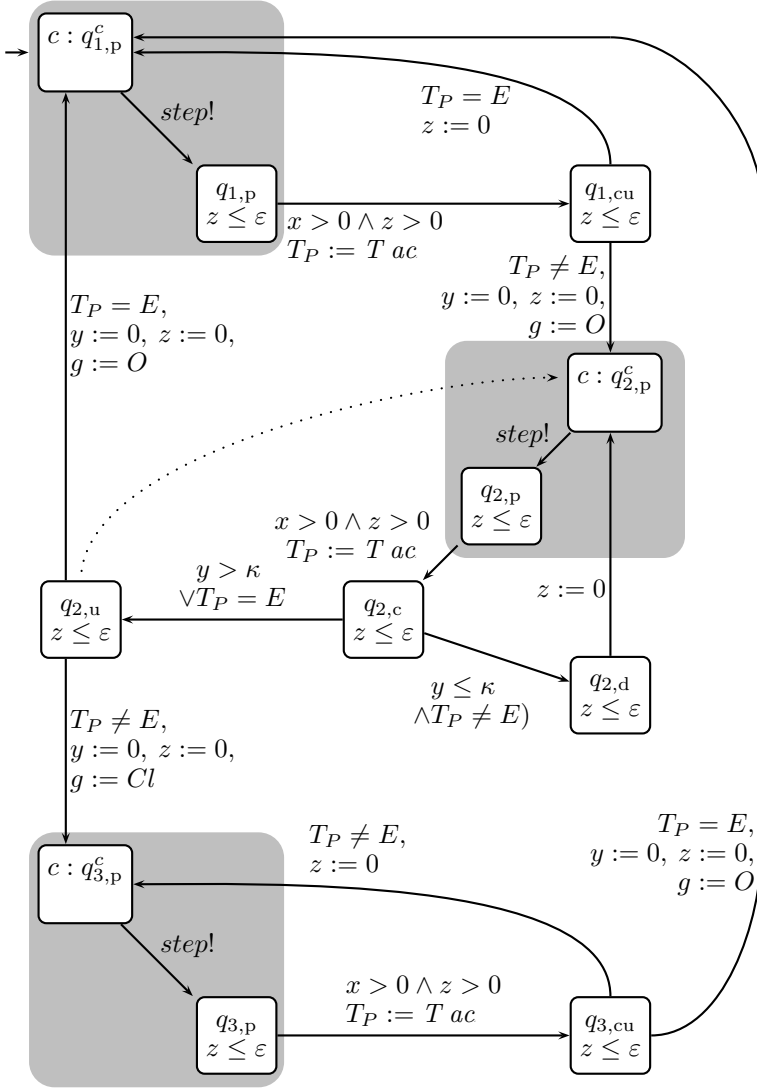 c : q^c_{1,p}
step!
T_P = E
z := 0
q_{1,p}
z ≤ ε
q_{1,cu}
z ≤ ε
x > 0 ∧ z > 0
T_P := T ac
T_P ≠ E,
y := 0, z := 0,
g := O
T_P = E,
y := 0, z := 0,
g := O
c : q^c_{2,p}
step!
q_{2,p}
z ≤ ε
x > 0 ∧ z > 0
T_P := T ac
y > κ
∨T_P = E
z := 0
q_{2,u}
z ≤ ε
q_{2,c}
z ≤ ε
q_{2,d}
z ≤ ε
y ≤ κ
∧T_P ≠ E)
T_P ≠ E,
y := 0, z := 0,
g := Cl
T_P ≠ E,
z := 0
T_P = E,
y := 0, z := 0,
g := O
c : q^c_{3,p}
step!
x > 0 ∧ z > 0
T_P := T ac
q_{3,p}
z ≤ ε
q_{3,cu}
z ≤ ε